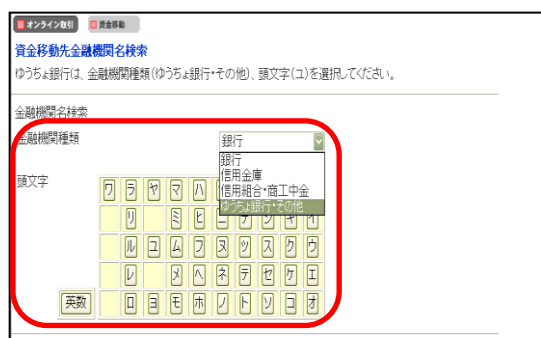 オンライン取引 資金移動
資金移動先金融機関名検索
ゆうちょ銀行は、金融機関種類(ゆうちょ銀行・その他)、頭文字(ユ)を選択してください。
金融機関名検索
金融機関種類 銀行
銀行
信用金庫
信用組合・商工中金
ゆうちょ銀行・その他
頭文字
ワ ラ ヤ マ ハ
リ ミ ヒ ニ チ シ キ イ
ル ユ ム フ ヌ ツ ス ク ウ
レ メ ヘ ネ テ セ ケ エ
英数 ロ ヨ モ ホ ノ ト ソ コ オ